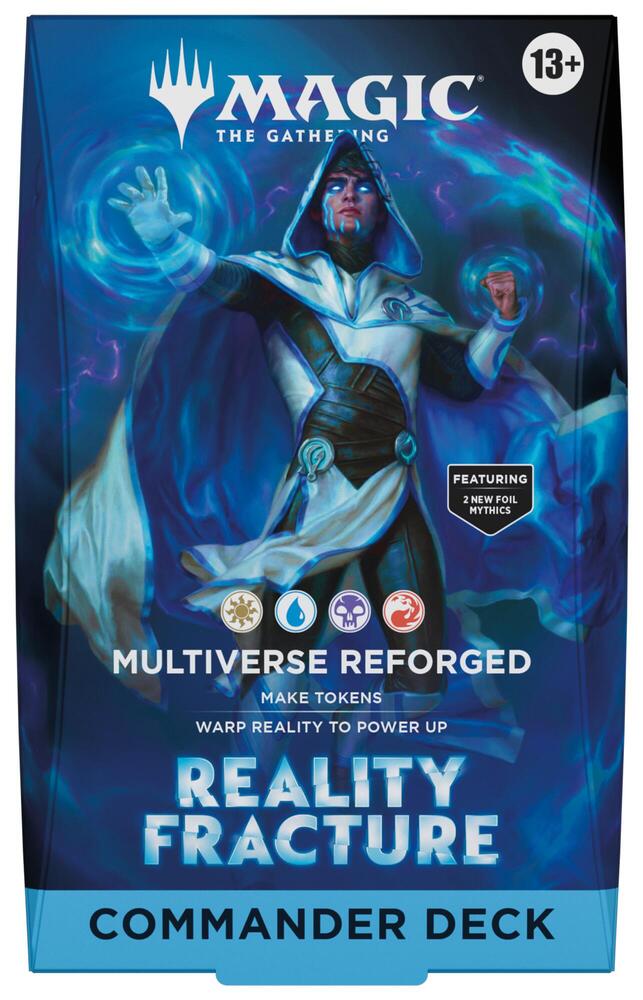 MAGIC
THE GATHERING
13+
FEATURING
2 NEW FOIL
MYTHICS
MULTIVERSE REFORGED
MAKE TOKENS
WARP REALITY TO POWER UP
REALITY
FRACTURE
COMMANDER DECK